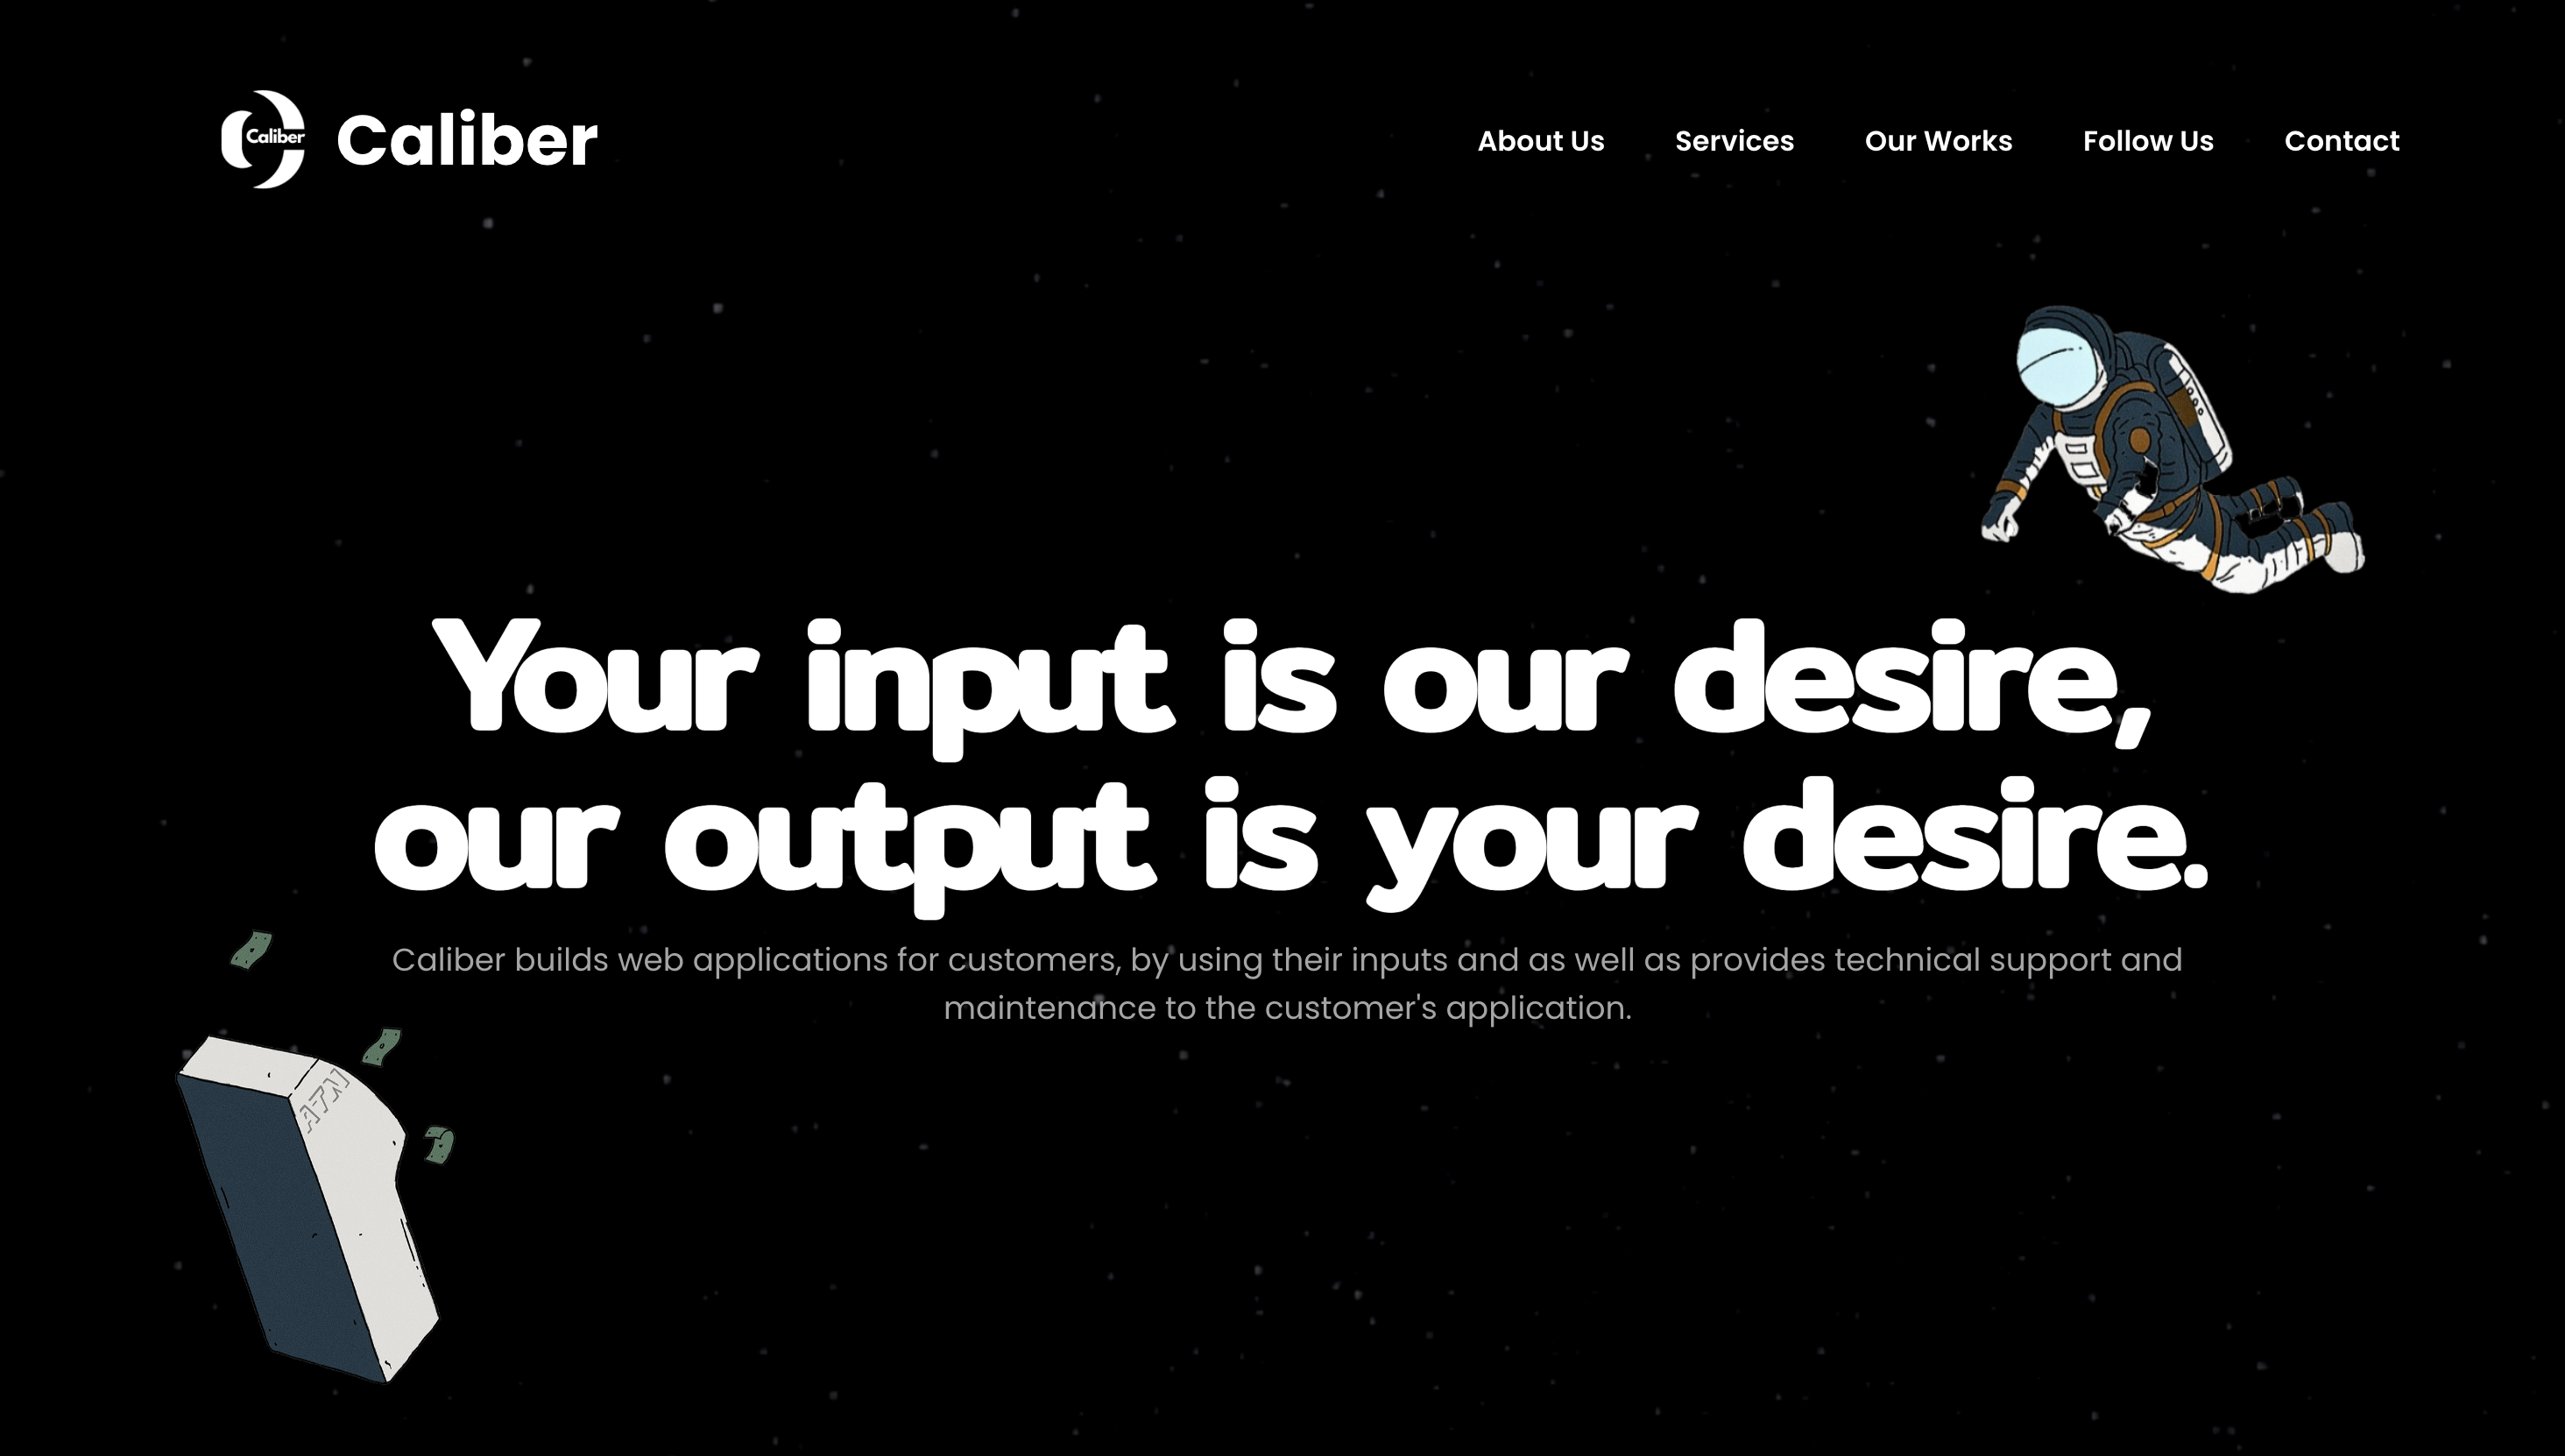 Caliber
Caliber
About Us
Services
Our Works
Follow Us
Contact
Your input is our desire,
our output is your desire.
Caliber builds web applications for customers, by using their inputs and as well as provides technical support and
maintenance to the customer's application.
ATM